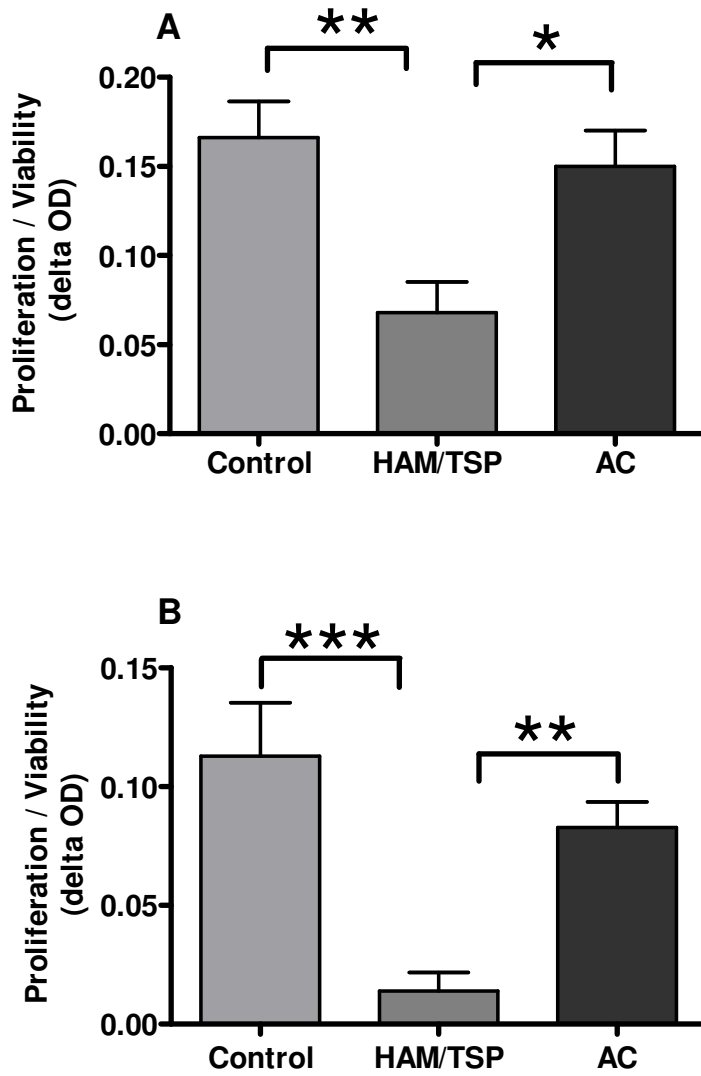 A
**
*
Proliferation / Viability
(delta OD)
0.20
0.15
0.10
0.05
0.00
Control HAM/TSP AC
B
***
**
Proliferation / Viability
(delta OD)
0.15
0.10
0.05
0.00
Control HAM/TSP AC